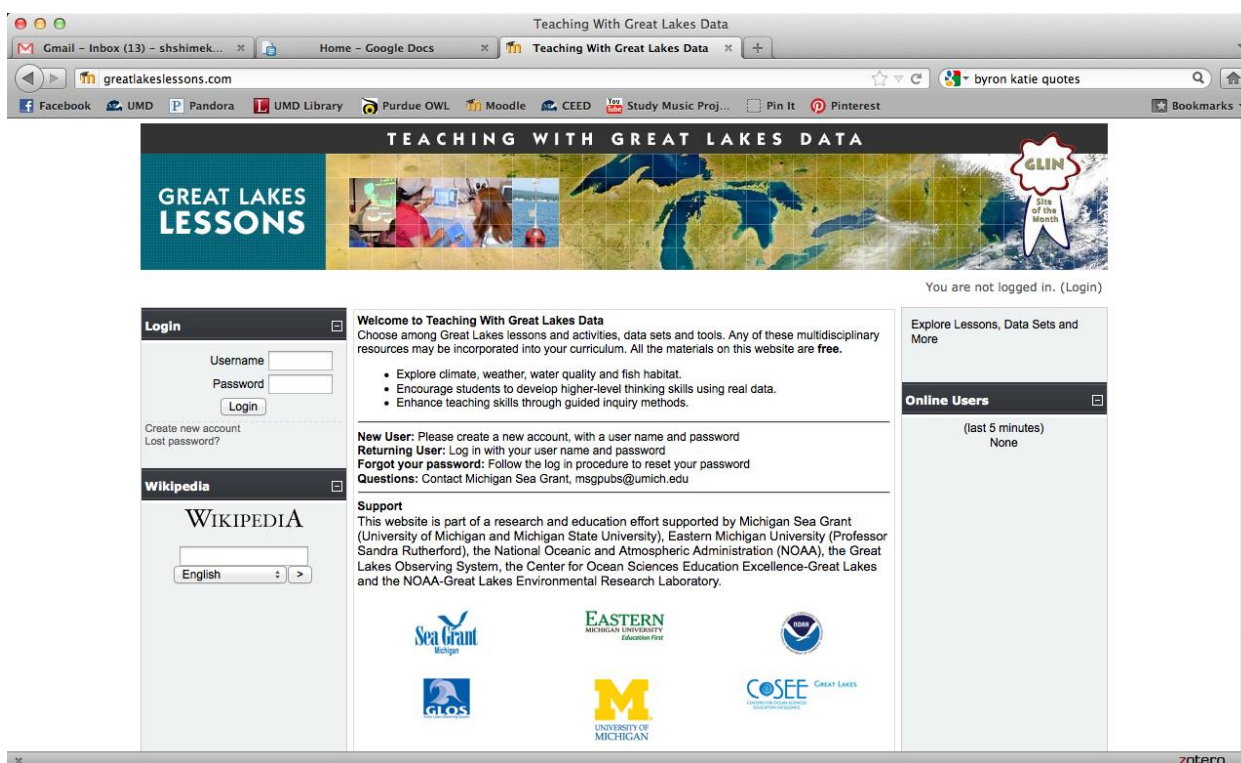 Teaching With Great Lakes Data
Gmail – Inbox (13) – shshimek...
Home – Google Docs
Teaching With Great Lakes Data
greatlakeslessons.com
byron katie quotes
Facebook UMD Pandora UMD Library Purdue OWL Moodle CEED Study Music Proj... Pin It Pinterest Bookmarks
TEACHING WITH GREAT LAKES DATA
GREAT LAKES
LESSONS
GLIN
Site
of the
Month
You are not logged in. (Login)
Login
Username
Password
Login
Create new account
Lost password?
Wikipedia
WIKIPEDIA
English >
Welcome to Teaching With Great Lakes Data
Choose among Great Lakes lessons and activities, data sets and tools. Any of these multidisciplinary
resources may be incorporated into your curriculum. All the materials on this website are free.
• Explore climate, weather, water quality and fish habitat.
• Encourage students to develop higher-level thinking skills using real data.
• Enhance teaching skills through guided inquiry methods.
New User: Please create a new account, with a user name and password
Returning User: Log in with your user name and password
Forgot your password: Follow the log in procedure to reset your password
Questions: Contact Michigan Sea Grant, msgpubs@umich.edu
Support
This website is part of a research and education effort supported by Michigan Sea Grant
(University of Michigan and Michigan State University), Eastern Michigan University (Professor
Sandra Rutherford), the National Oceanic and Atmospheric Administration (NOAA), the Great
Lakes Observing System, the Center for Ocean Sciences Education Excellence-Great Lakes
and the NOAA-Great Lakes Environmental Research Laboratory.
Sea Grant
Michigan
EASTERN
MICHIGAN UNIVERSITY
Education First
NOAA
GLOS
M
UNIVERSITY OF
MICHIGAN
COSEE GREAT LAKES
CENTERS FOR OCEAN SCIENCES
EDUCATION EXCELLENCE
Explore Lessons, Data Sets and
More
Online Users
(last 5 minutes)
None
zotero